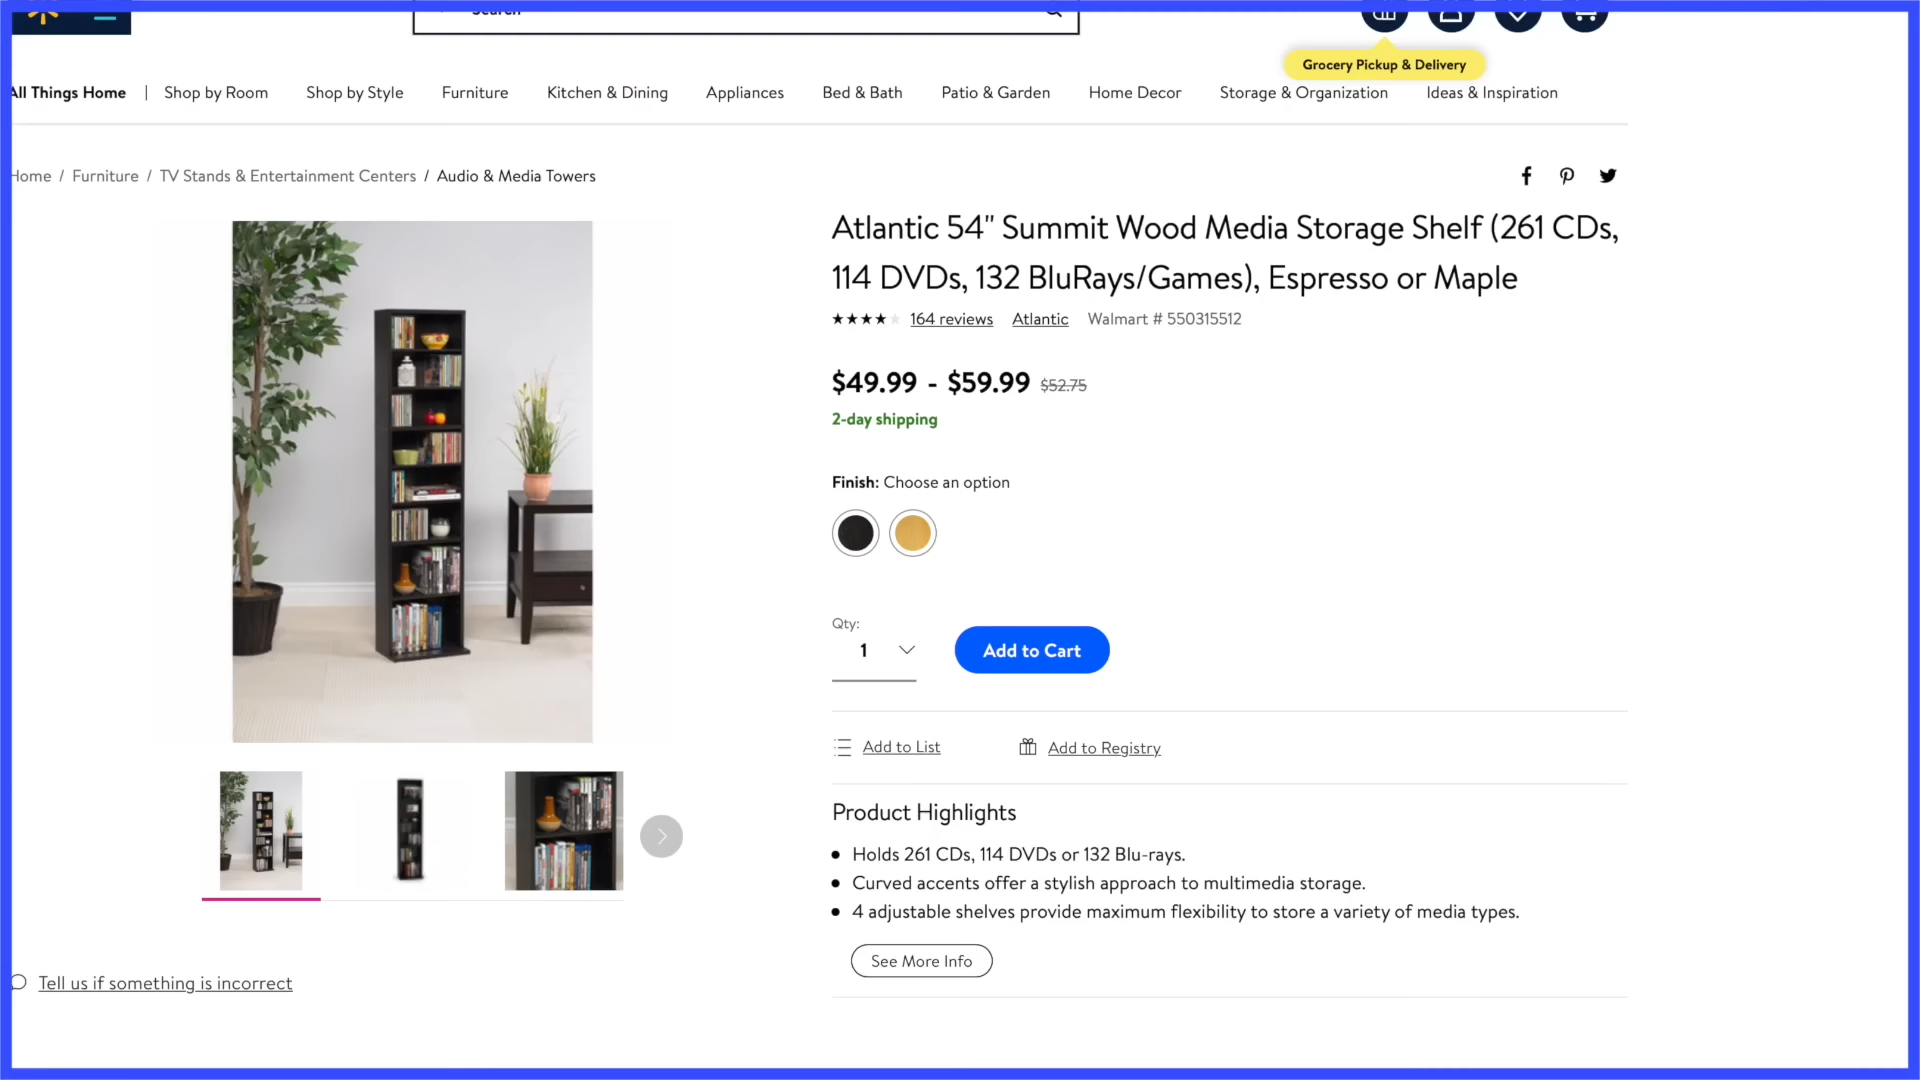 Search
Grocery Pickup & Delivery
All Things Home | Shop by Room Shop by Style Furniture Kitchen & Dining Appliances Bed & Bath Patio & Garden Home Decor Storage & Organization Ideas & Inspiration
Home / Furniture / TV Stands & Entertainment Centers / Audio & Media Towers
Atlantic 54" Summit Wood Media Storage Shelf (261 CDs,
114 DVDs, 132 BluRays/Games), Espresso or Maple
164 reviews Atlantic Walmart # 550315512
$49.99 - $59.99 $52.75
2-day shipping
Finish: Choose an option
Qty:
1
Add to Cart
Add to List
Add to Registry
Product Highlights
Holds 261 CDs, 114 DVDs or 132 Blu-rays.
Curved accents offer a stylish approach to multimedia storage.
4 adjustable shelves provide maximum flexibility to store a variety of media types.
See More Info
Tell us if something is incorrect